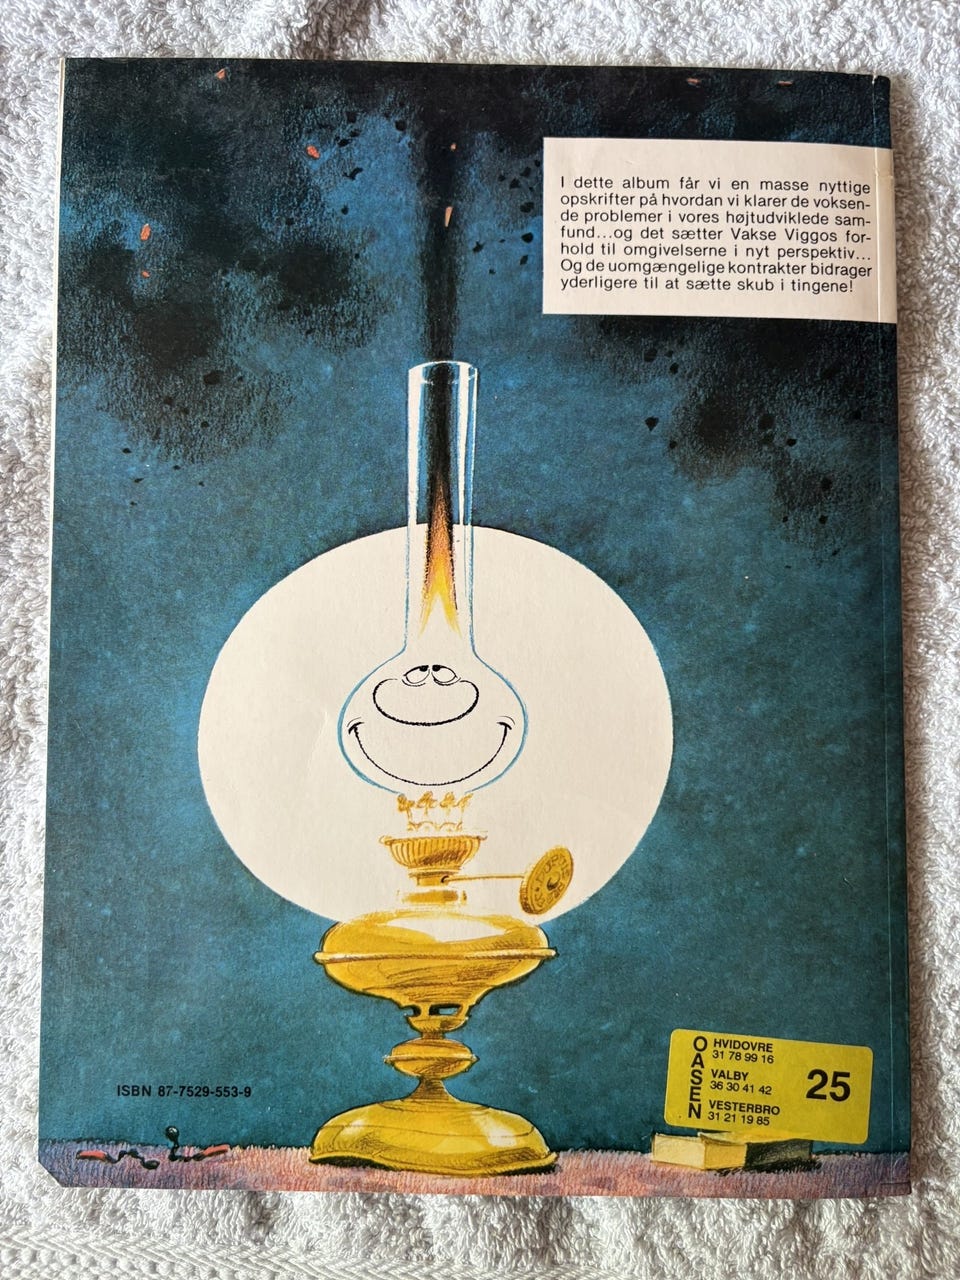 I dette album får vi en masse nyttige
opskrifter på hvordan vi klarer de voksen-
de problemer i vores højtudviklede sam-
fund...og det sætter Vakse Viggos for-
hold til omgivelserne i nyt perspektiv...
Og de uomgængelige kontrakter bidrager
yderligere til at sætte skub i tingene!
ISBN 87-7529-553-9
OASEN
HVIDOVRE
31 78 99 16
VALBY
36 30 41 42
VESTERBRO
31 21 19 85
25